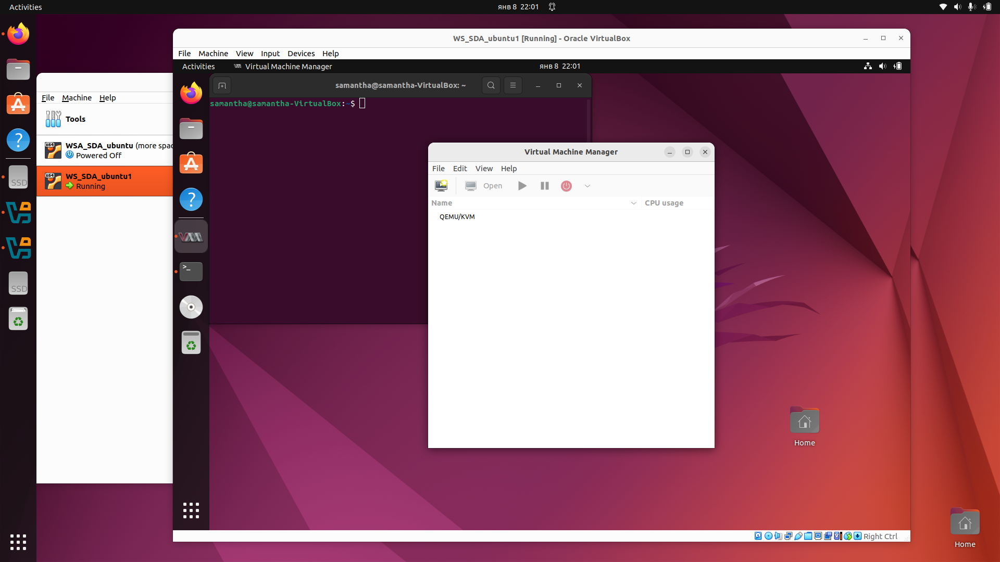 Activities
янв 8 22:01
WS_SDA_ubuntu1 [Running] - Oracle VirtualBox
File Machine View Input Devices Help
Activities Virtual Machine Manager янв 8 22:01
samantha@samantha-VirtualBox: ~
samantha@samantha-VirtualBox:~$
File Machine Help
Tools
WSA_SDA_ubuntu (more spac
Powered Off
WS_SDA_ubuntu1
Running
x64
x64
SSD
SSD
>_
Virtual Machine Manager
File Edit View Help
Open
Name CPU usage
QEMU/KVM
Home
Right Ctrl
Home